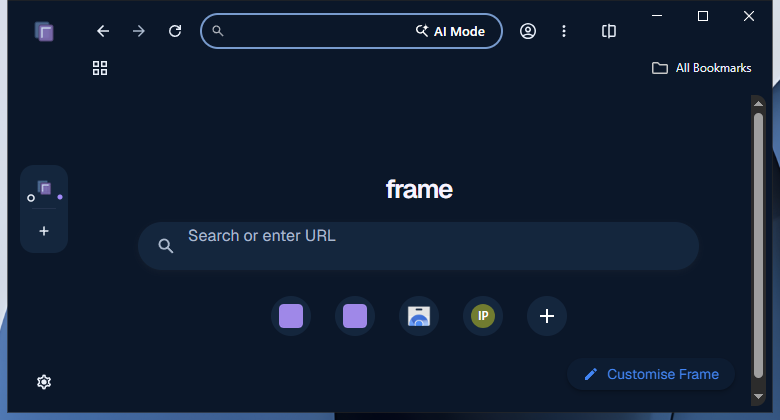 AI Mode
All Bookmarks
frame
Search or enter URL
IP
Customise Frame